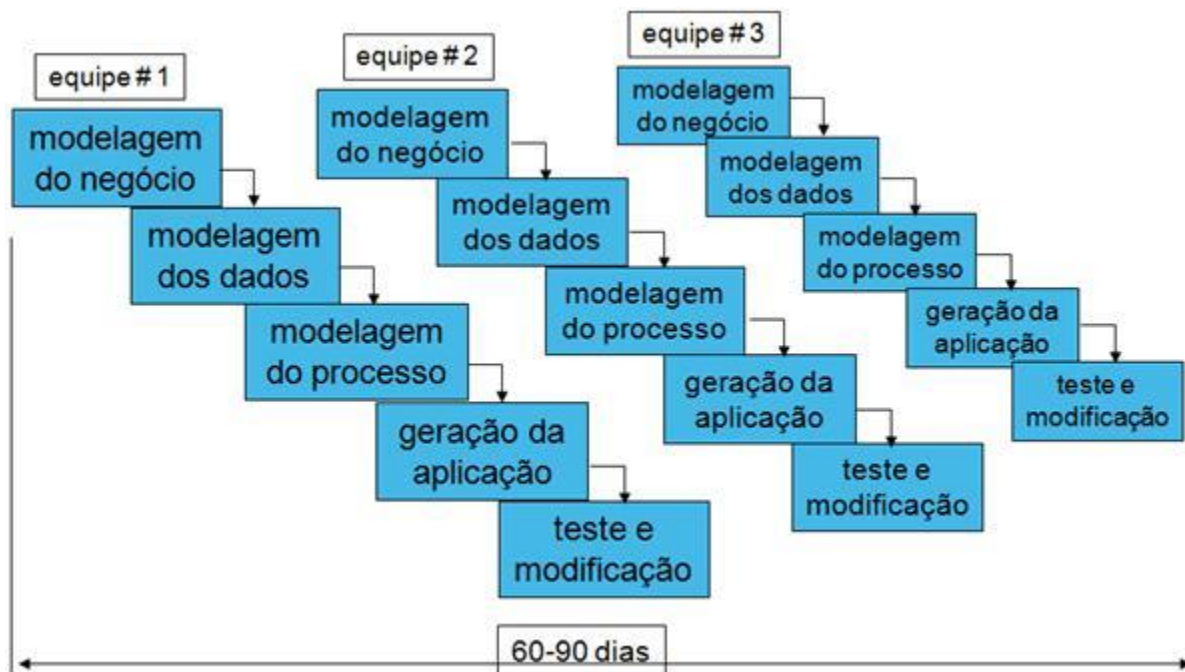 equipe # 1
modelagem
do negócio
modelagem
dos dados
modelagem
do processo
geração da
aplicação
teste e
modificação
equipe # 2
modelagem
do negócio
modelagem
dos dados
modelagem
do processo
geração da
aplicação
teste e
modificação
equipe # 3
modelagem
do negócio
modelagem
dos dados
modelagem
do processo
geração da
aplicação
teste e
modificação
60-90 dias